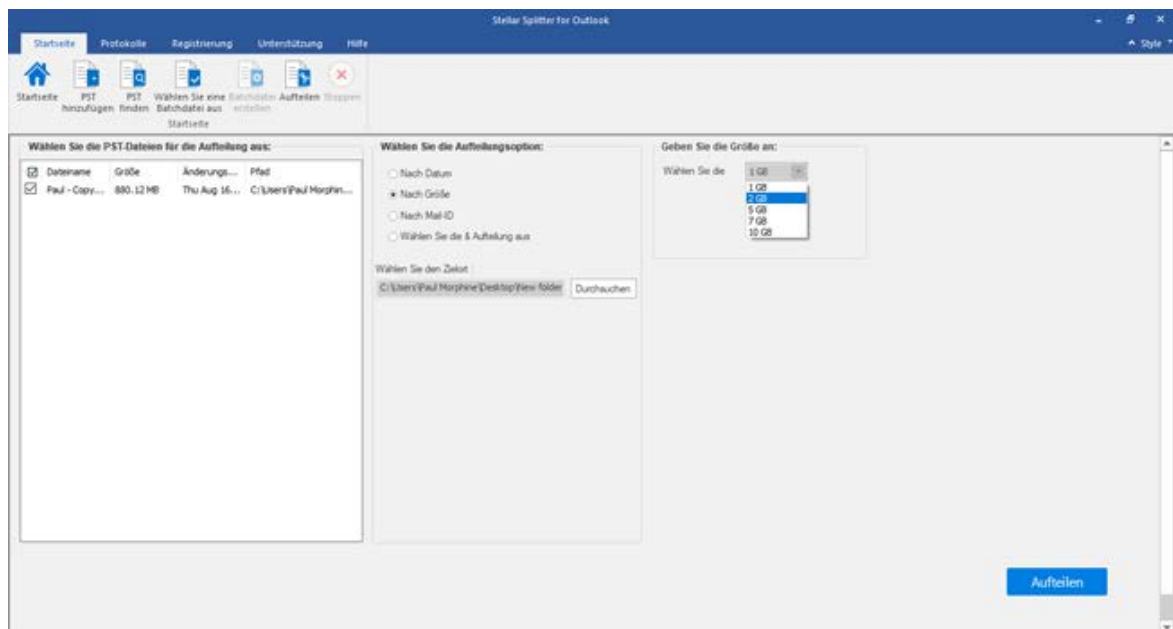 Stellar Splitter for Outlook
Startseite Protokolle Registrierung Unterstützung Hilfe
Style
Startseite PST hinzufügen PST finden Wählen Sie eine Batchdatei aus Batchdatei erstellen Aufteilen Stoppen
Startseite
Wählen Sie die PST-Dateien für die Aufteilung aus:
Dateiname Größe Änderungs... Pfad
Paul - Copy... 880.12 MB Thu Aug 16... C:\Users\Paul Morphin...
Wählen Sie die Aufteilungsoption:
Nach Datum
Nach Größe
Nach Mail-ID
Wählen Sie die & Aufteilung aus
Wählen Sie den Zielort :
C:\Users\Paul Morphine\Desktop\New folder Durchsuchen
Geben Sie die Größe an:
Wählen Sie die 1 GB
1 GB
2 GB
5 GB
7 GB
10 GB
Aufteilen